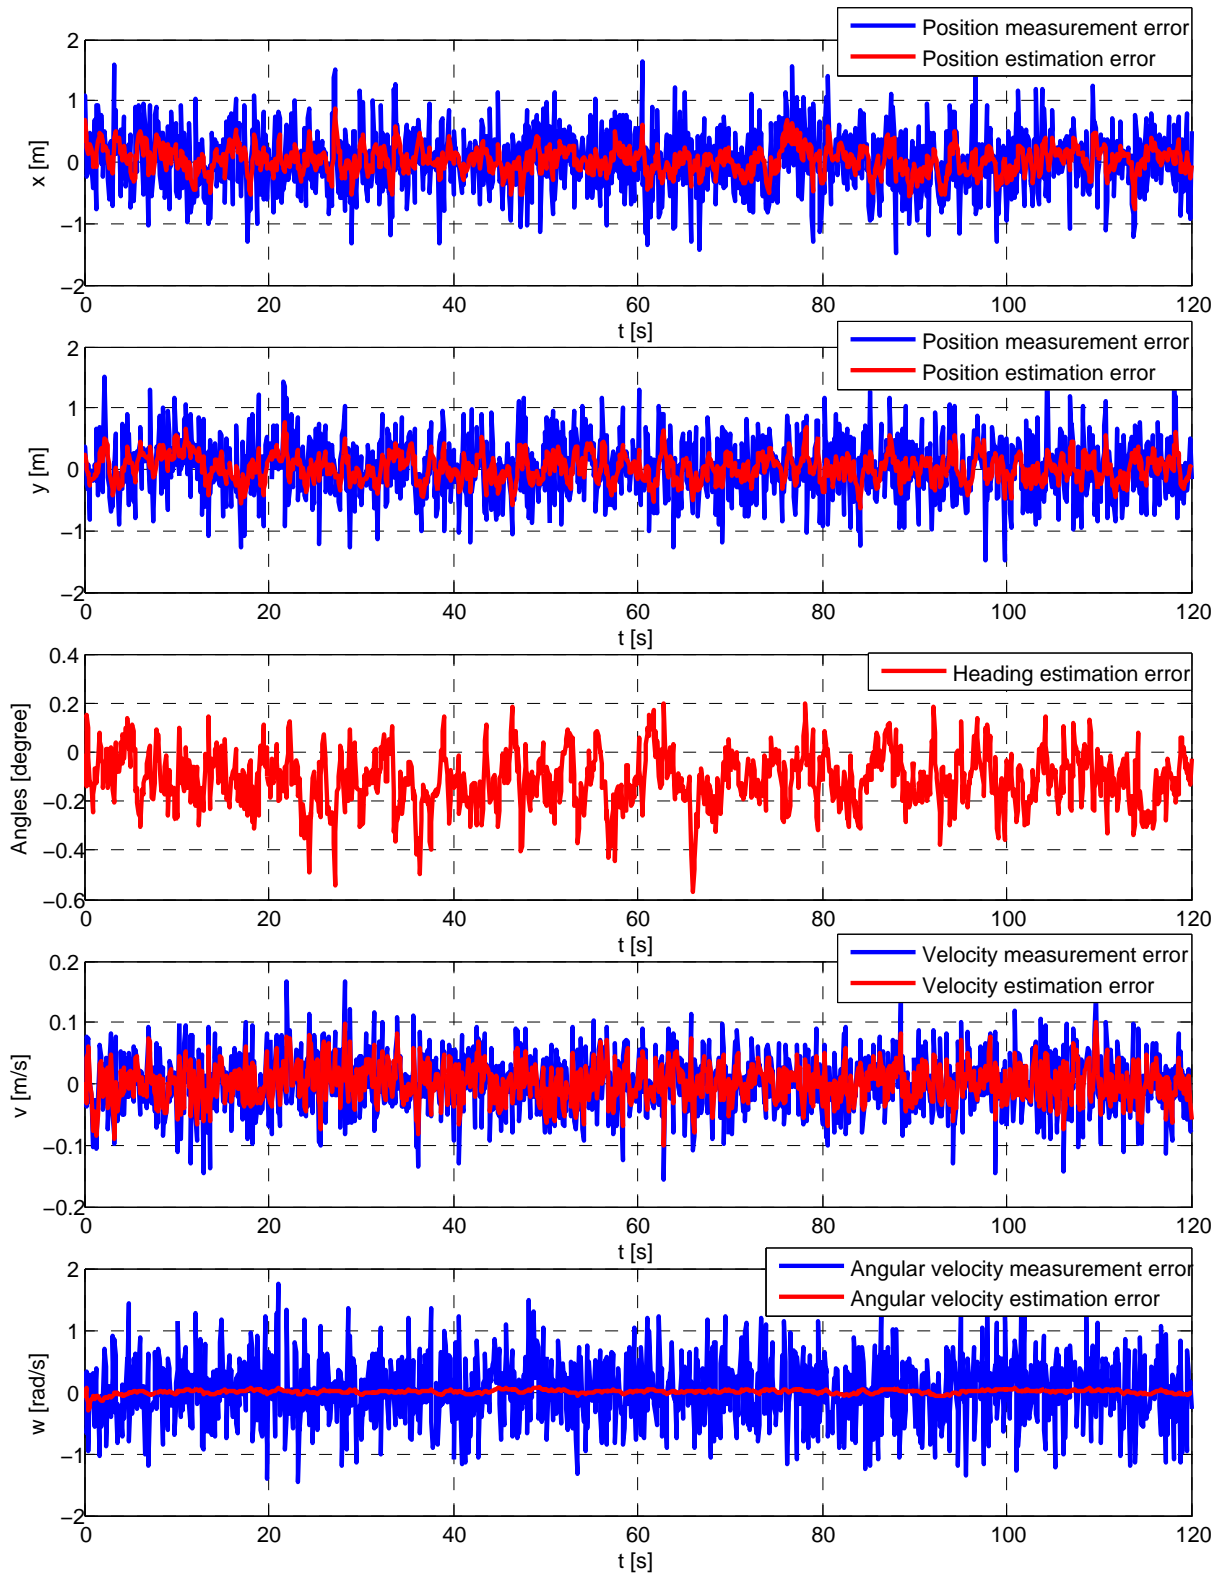 Position measurement error
Position estimation error
2
1
0
−1
−2
x [m]
0 20 40 60 80 100 120
t [s]
Position measurement error
Position estimation error
2
1
0
−1
−2
y [m]
0 20 40 60 80 100 120
t [s]
Heading estimation error
0.4
0.2
0
−0.2
−0.4
−0.6
Angles [degree]
0 20 40 60 80 100 120
t [s]
Velocity measurement error
Velocity estimation error
0.2
0.1
0
−0.1
−0.2
v [m/s]
0 20 40 60 80 100 120
t [s]
Angular velocity measurement error
Angular velocity estimation error
2
1
0
−1
−2
w [rad/s]
0 20 40 60 80 100 120
t [s]